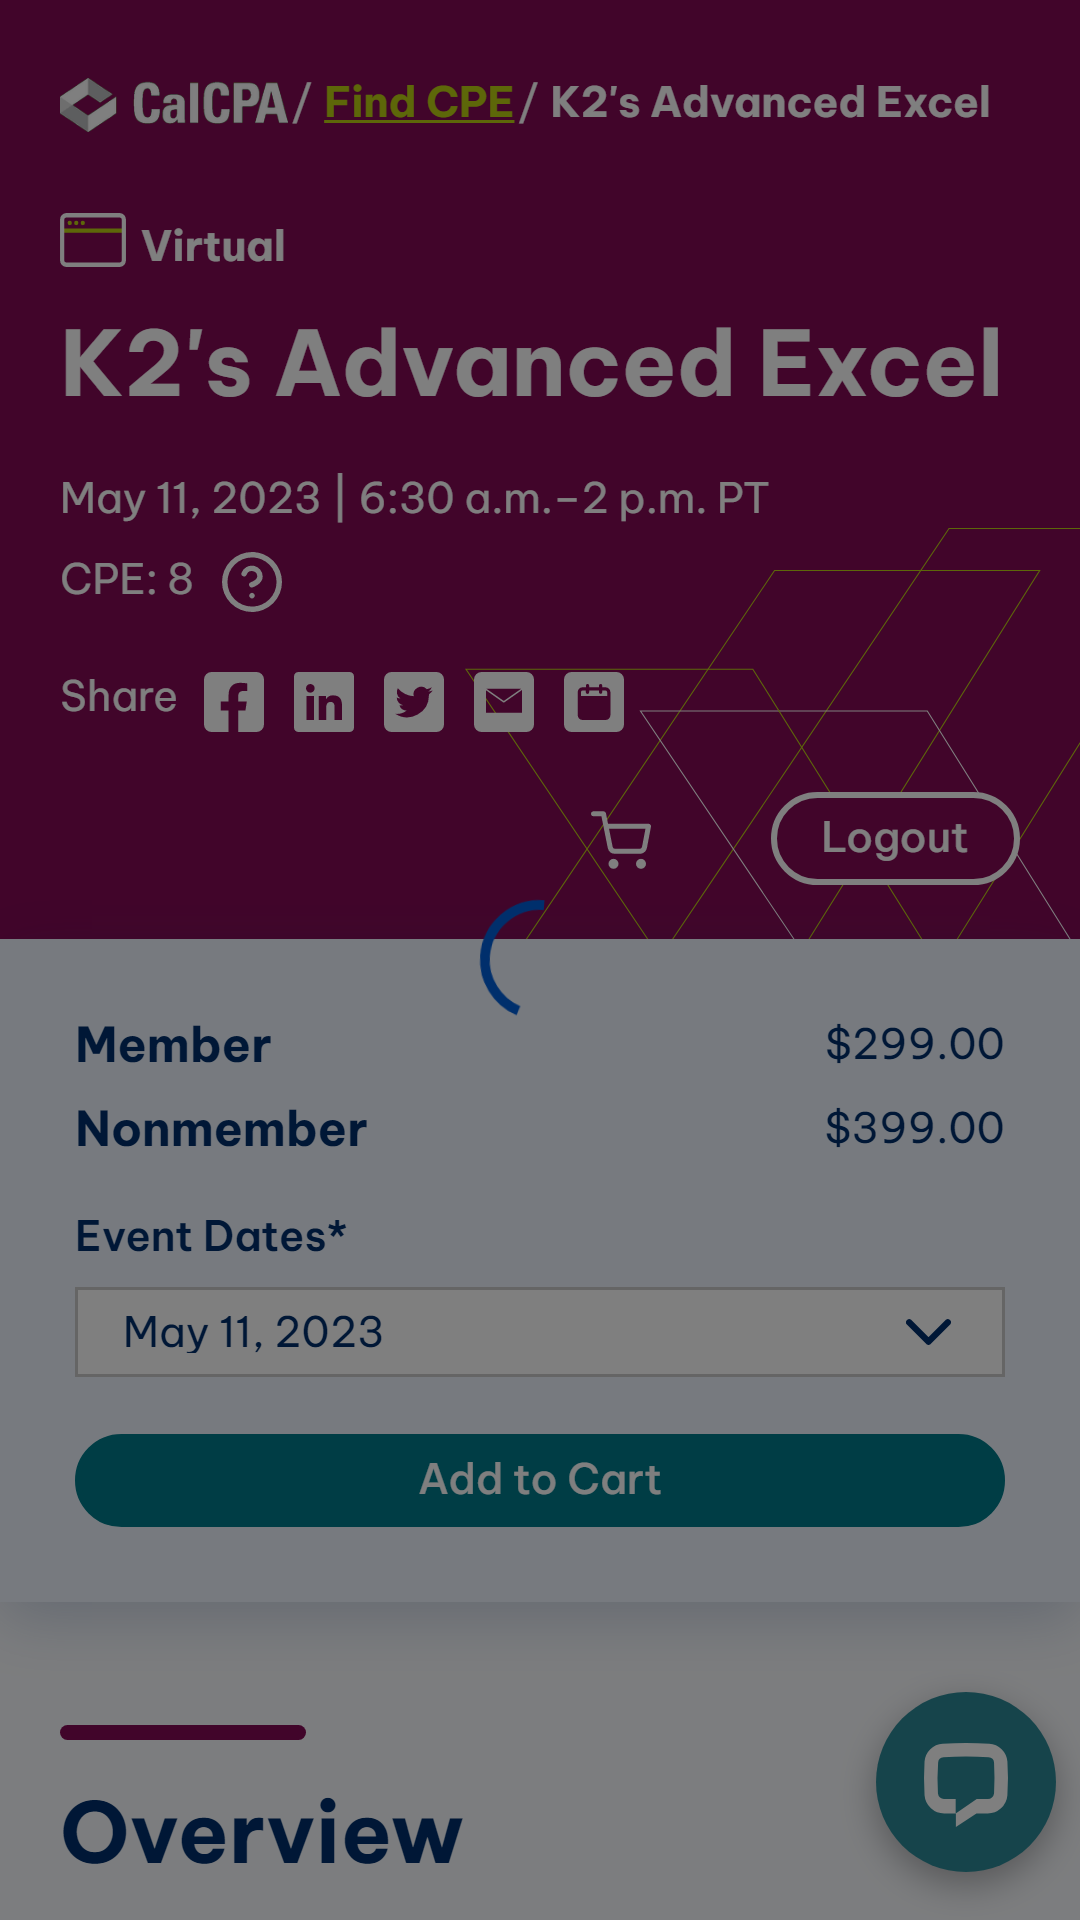 CalCPA / Find CPE / K2's Advanced Excel
Virtual
K2's Advanced Excel
May 11, 2023 | 6:30 a.m.–2 p.m. PT
CPE: 8 ?
Share
Logout
Member $299.00
Nonmember $399.00
Event Dates*
May 11, 2023
Add to Cart
Overview